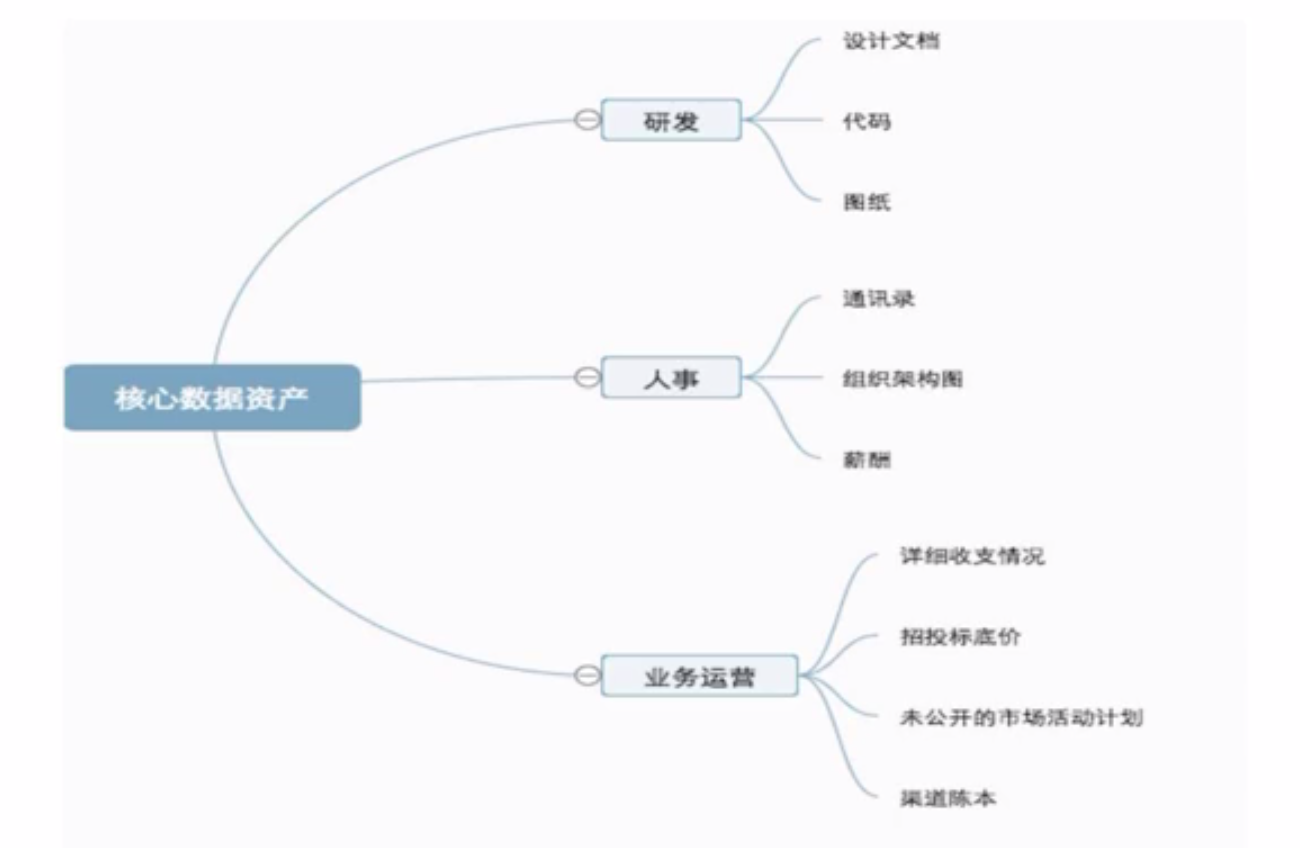 核心数据资产
研发
设计文档
代码
图纸
人事
通讯录
组织架构图
薪酬
业务运营
详细收支情况
招投标底价
未公开的市场活动计划
渠道陈本